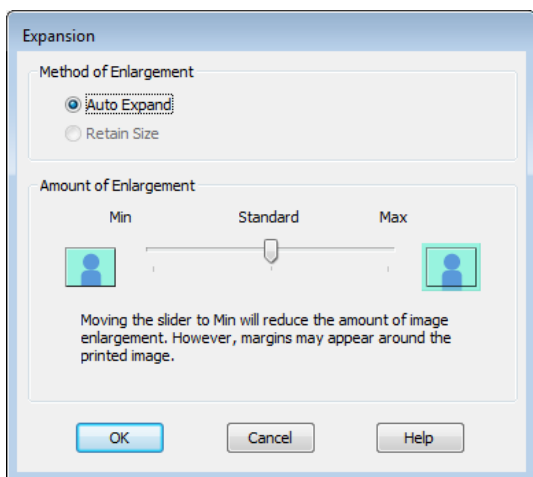 Expansion
Method of Enlargement
Auto Expand
Retain Size
Amount of Enlargement
Min Standard Max
Moving the slider to Min will reduce the amount of image
enlargement. However, margins may appear around the
printed image.
OK Cancel Help